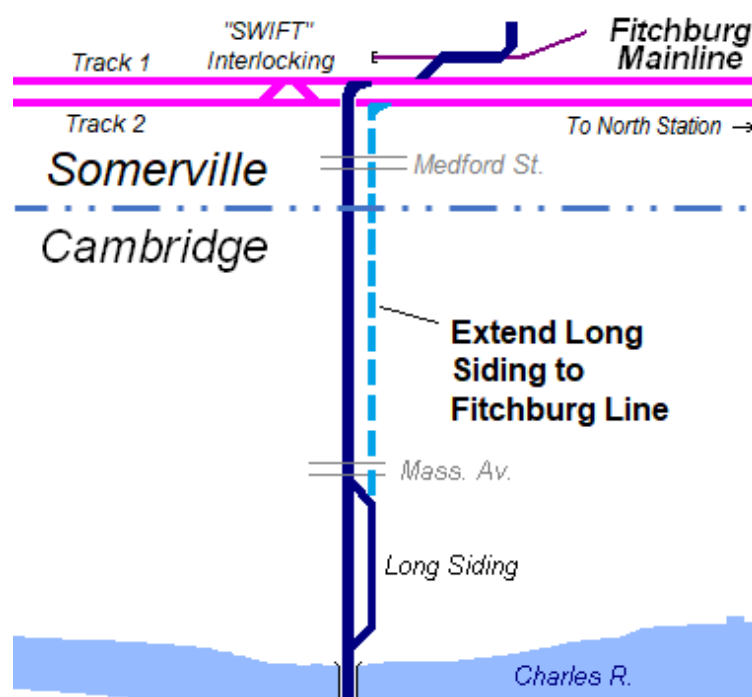 "SWIFT"
Interlocking
Fitchburg
Mainline
Track 1
Track 2
To North Station →
Somerville
Medford St.
Cambridge
Extend Long
Siding to
Fitchburg Line
Mass. Av.
Long Siding
Charles R.